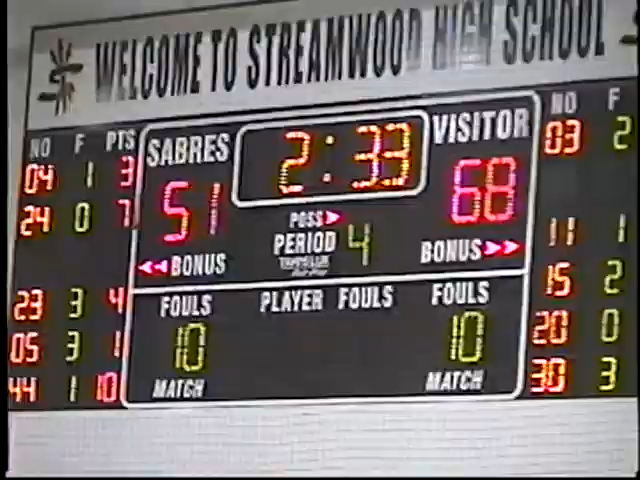 WELCOME TO STREAMWOOD HIGH SCHOOL
NO F PTS
04 1 3
24 0 7
23 3 4
05 3 1
44 1 10
SABRES
51
2:33
VISITOR
68
POSS
PERIOD 4
BONUS
BONUS
FOULS
10
MATCH
PLAYER FOULS
FOULS
10
MATCH
NO F
03 2
11 1
15 2
20 0
30 3